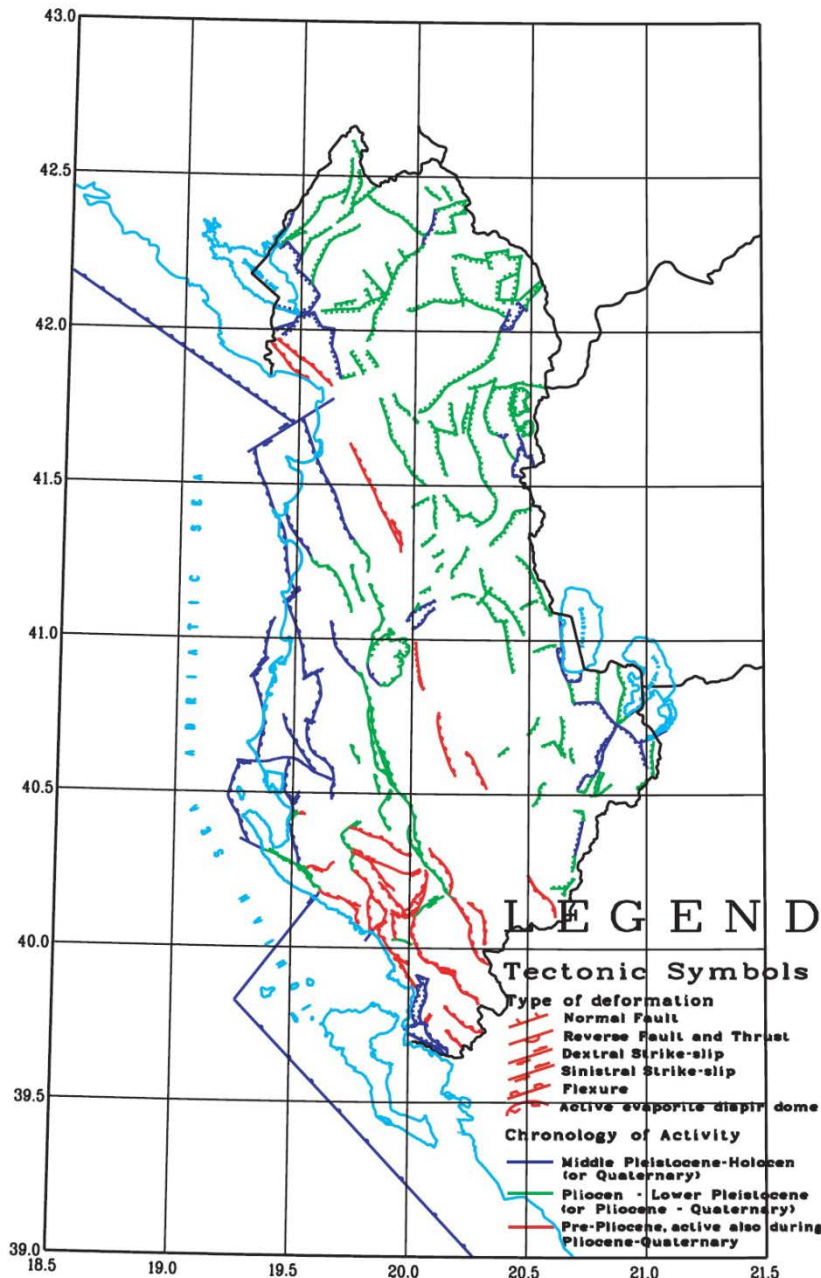 43.0
42.5
42.0
41.5
41.0
40.5
40.0
39.5
39.0
18.5
19.0
19.5
20.0
20.5
21.0
21.5
ADRIATIC SEA
SEA
LEGEND
Tectonic Symbols
Type of deformation
Normal Fault
Reverse Fault and Thrust
Dextral Strike-slip
Sinistral Strike-slip
Flexure
Active evaporite diapir dome
Chronology of Activity
Middle Pleistocene-Holocen
(or Quaternary)
Pliocen - Lower Pleistocene
(or Pliocene - Quaternary)
Pre-Pliocene, active also during
Pliocene-Quaternary